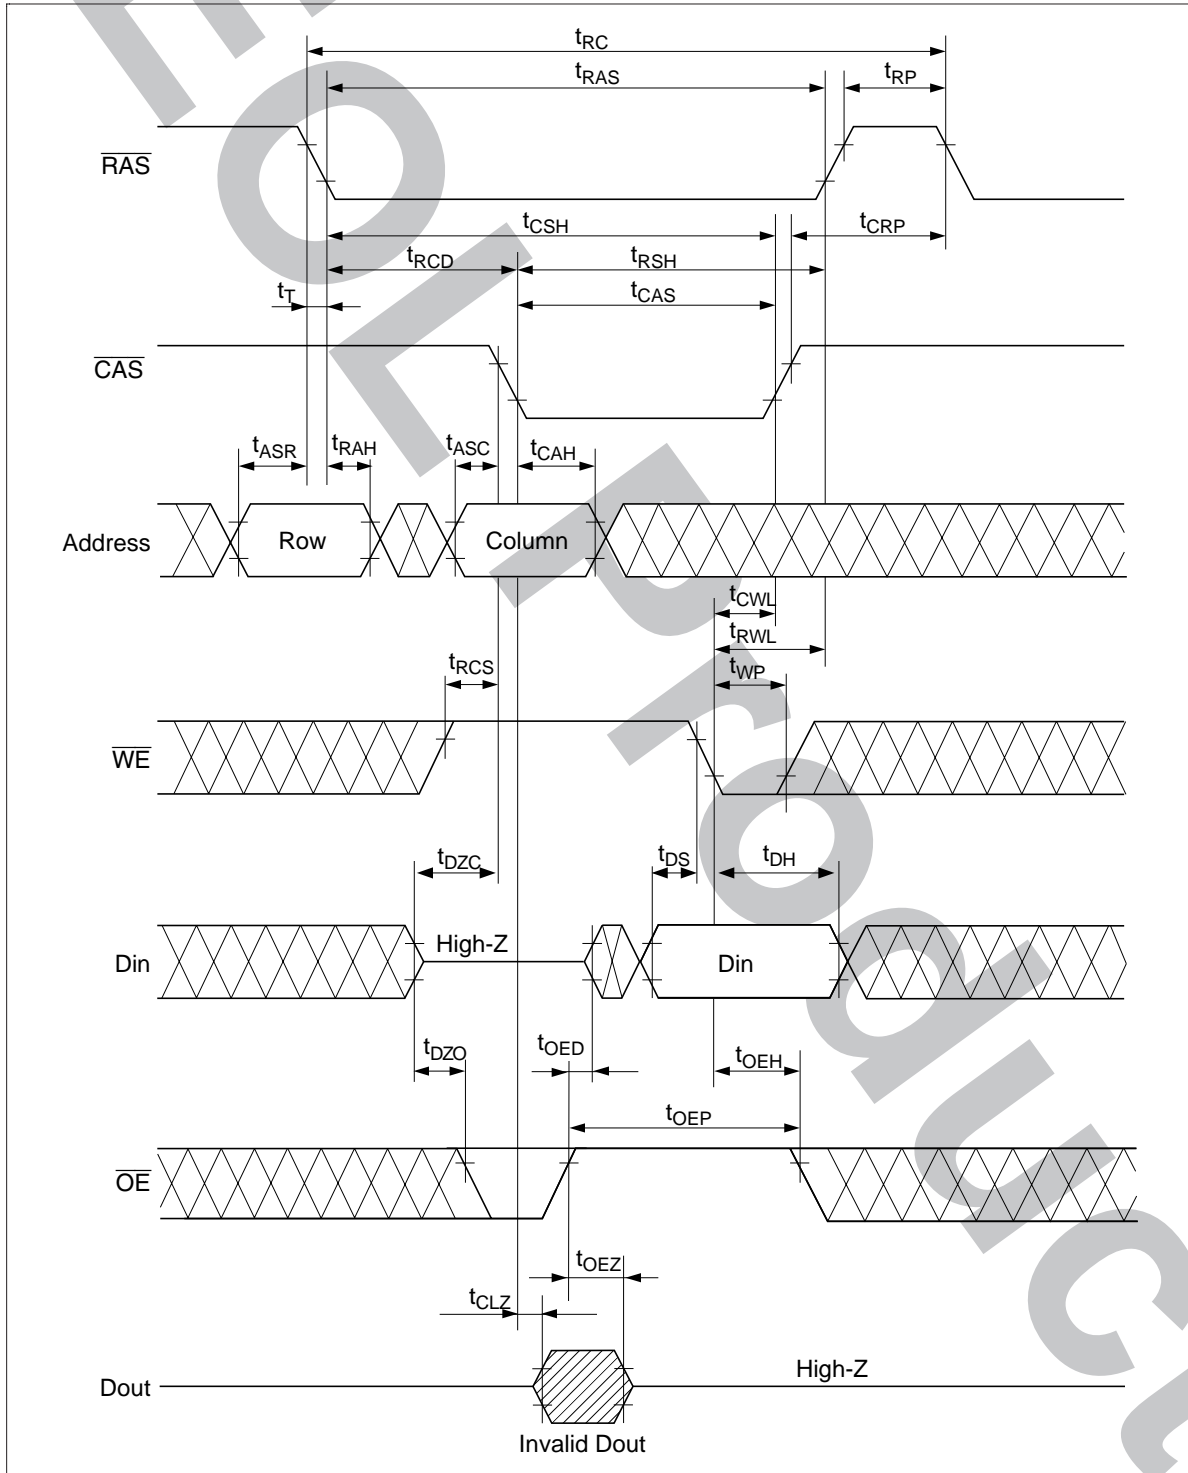 tRC
tRAS
tRP
RAS
tCSH
tCRP
tRCD
tRSH
tT
tCAS
CAS
tASR
tRAH
tASC
tCAH
Address
Row
Column
tCWL
tRWL
tRCS
tWP
WE
tDZC
tDS
tDH
Din
High-Z
Din
tDZO
tOED
tOEH
tOEP
OE
tOEZ
tCLZ
Dout
High-Z
Invalid Dout
EOL Product